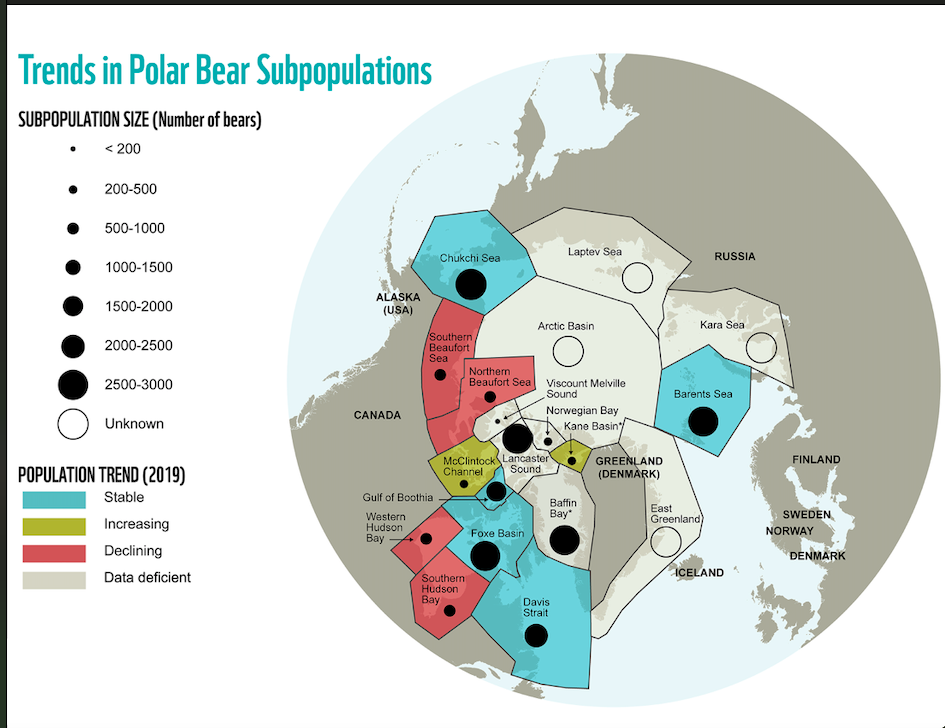 Trends in Polar Bear Subpopulations
SUBPOPULATION SIZE (Number of bears)
< 200
200-500
500-1000
1000-1500
1500-2000
2000-2500
2500-3000
Unknown
POPULATION TREND (2019)
Stable
Increasing
Declining
Data deficient
Chukchi Sea
Laptev Sea
RUSSIA
ALASKA
(USA)
Arctic Basin
Kara Sea
Southern
Beaufort
Sea
Northern
Beaufort Sea
Viscount Melville
Sound
Barents Sea
Norwegian Bay
CANADA
Kane Basin*
McClintock
Channel
Lancaster
Sound
GREENLAND
(DENMARK)
FINLAND
Gulf of Boothia
Baffin
Bay*
East
Greenland
SWEDEN
Western
Hudson
Bay
Foxe Basin
NORWAY
DENMARK
ICELAND
Southern
Hudson
Bay
Davis
Strait